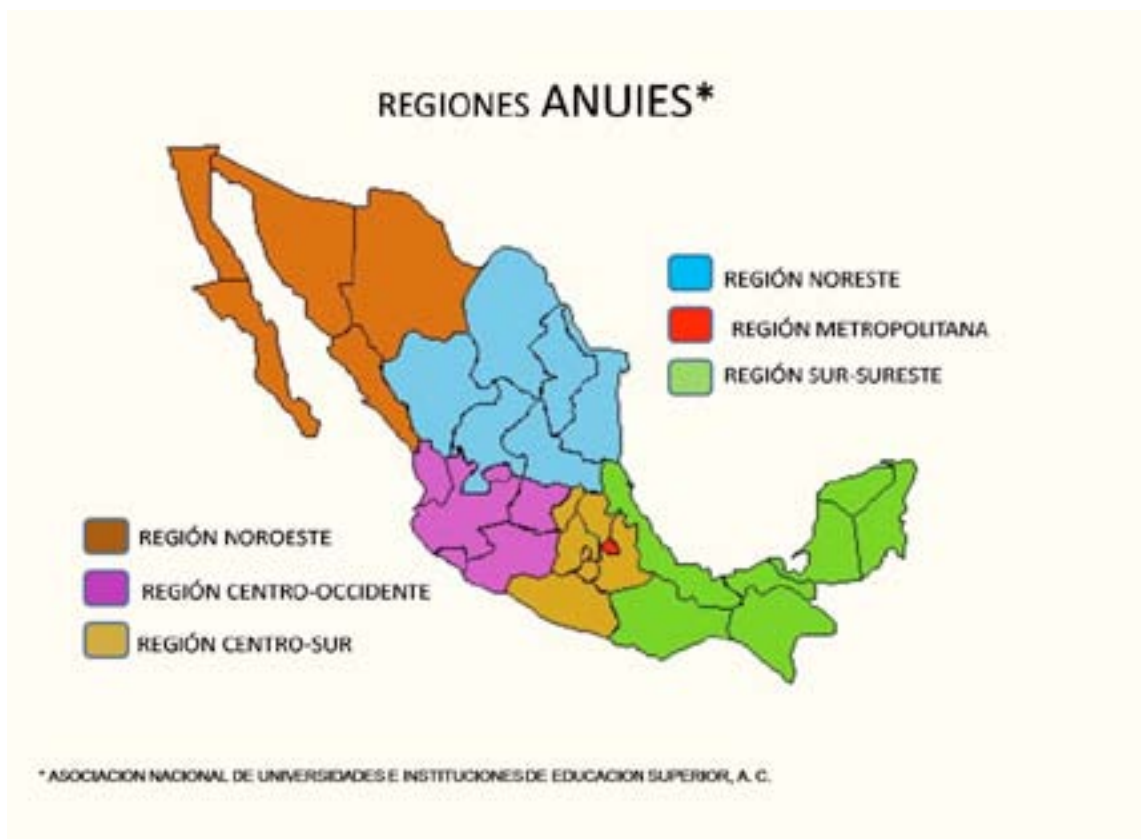 REGIONES ANUIES*
REGIÓN NORESTE
REGIÓN METROPOLITANA
REGIÓN SUR-SURESTE
REGIÓN NOROESTE
REGIÓN CENTRO-OCCIDENTE
REGIÓN CENTRO-SUR
* ASOCIACION NACIONAL DE UNIVERSIDADES E INSTITUCIONES DE EDUCACION SUPERIOR, A. C.